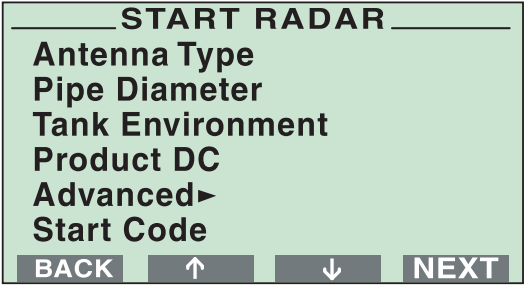 START RADAR
Antenna Type
Pipe Diameter
Tank Environment
Product DC
Advanced►
Start Code
BACK ↑ ↓ NEXT